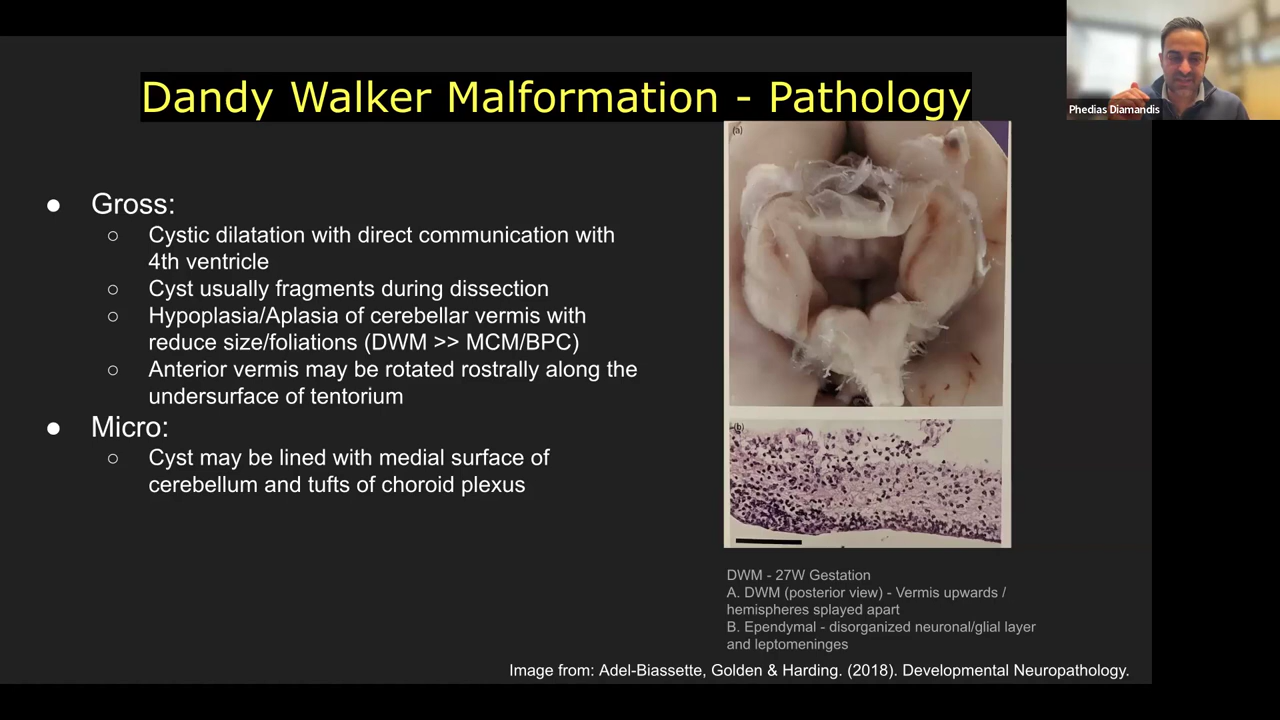 Phedias Diamandis
Dandy Walker Malformation - Pathology
● Gross:
○ Cystic dilatation with direct communication with
4th ventricle
○ Cyst usually fragments during dissection
○ Hypoplasia/Aplasia of cerebellar vermis with
reduce size/foliations (DWM >> MCM/BPC)
○ Anterior vermis may be rotated rostrally along the
undersurface of tentorium
● Micro:
○ Cyst may be lined with medial surface of
cerebellum and tufts of choroid plexus
(a)
(b)
DWM - 27W Gestation
A. DWM (posterior view) - Vermis upwards /
hemispheres splayed apart
B. Ependymal - disorganized neuronal/glial layer
and leptomeninges
Image from: Adel-Biassette, Golden & Harding. (2018). Developmental Neuropathology.